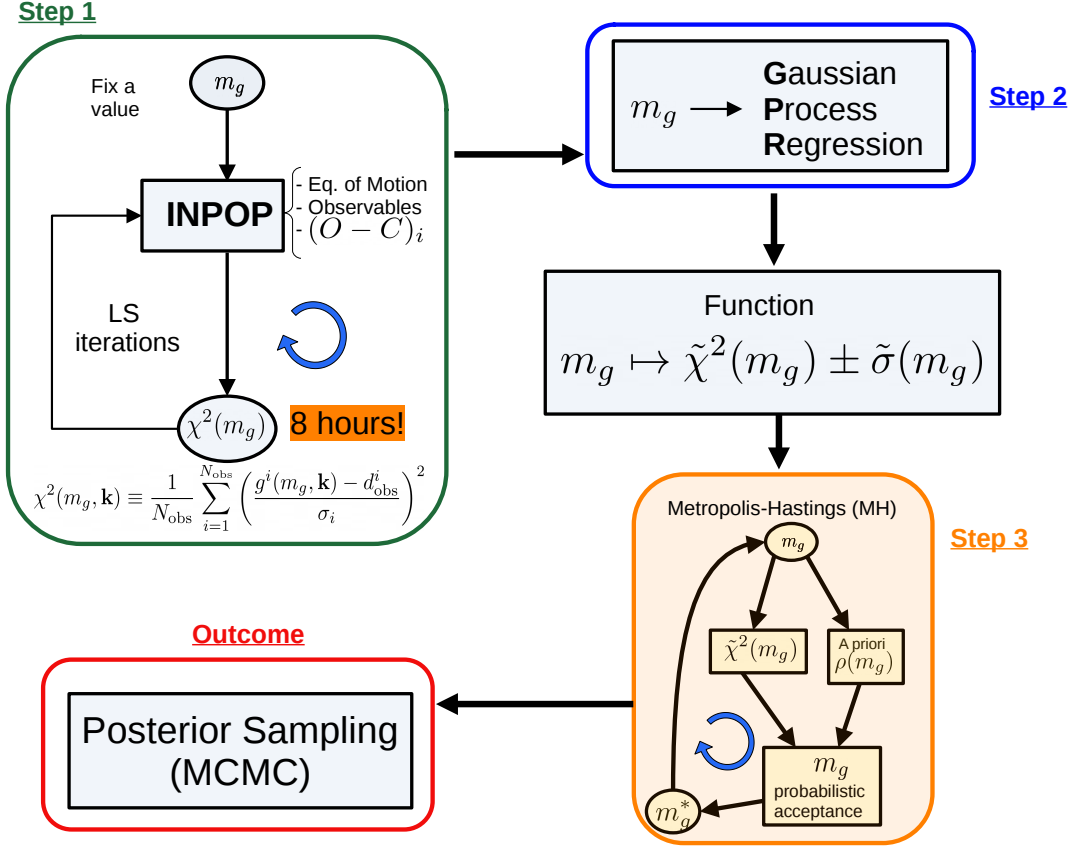 Step 1
Fix a
value
m_g
INPOP
- Eq. of Motion
- Observables
- (O − C)_i
LS
iterations
χ²(m_g)
8 hours!
χ²(m_g, k) ≡ 1/N_obs ∑_{i=1}^{N_obs} ( (g^i(m_g, k) − d^i_obs) / σ_i )²
Step 2
m_g → Gaussian
Process
Regression
Function
m_g ↦ χ̃²(m_g) ± σ̃(m_g)
Step 3
Metropolis-Hastings (MH)
m_g
χ̃²(m_g)
A priori
ρ(m_g)
m_g
probabilistic
acceptance
m_g^*
Outcome
Posterior Sampling
(MCMC)